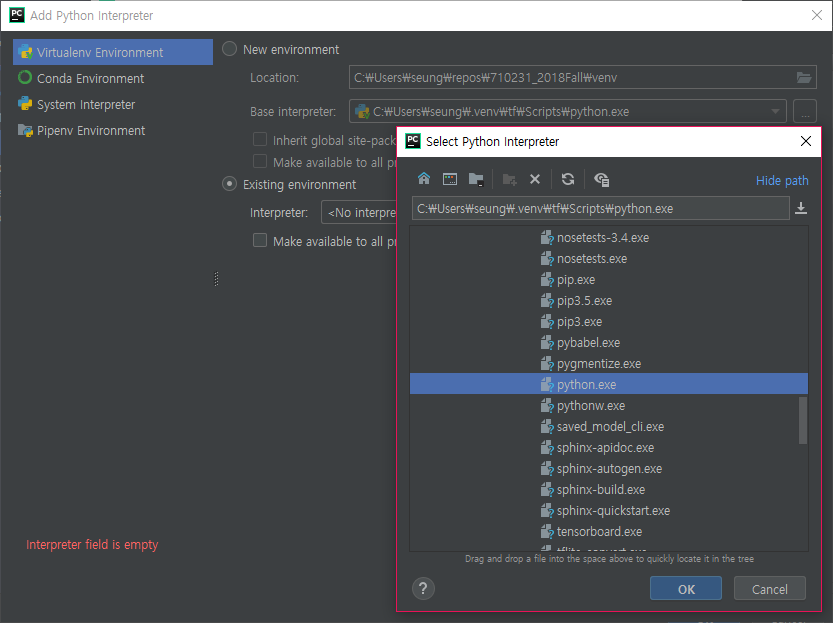 PC Add Python Interpreter
Virtualenv Environment
Conda Environment
System Interpreter
Pipenv Environment
New environment
Location: C:₩Users₩seung₩repos₩710231_2018Fall₩venv
Base interpreter: C:₩Users₩seung₩.venv₩tf₩Scripts₩python.exe ...
Inherit global site-pack
Make available to all pr
Existing environment
Interpreter: <No interpre
Make available to all pr
Interpreter field is empty
PC Select Python Interpreter
Hide path
C:₩Users₩seung₩.venv₩tf₩Scripts₩python.exe
nosetests-3.4.exe
nosetests.exe
pip.exe
pip3.5.exe
pip3.exe
pybabel.exe
pygmentize.exe
python.exe
pythonw.exe
saved_model_cli.exe
sphinx-apidoc.exe
sphinx-autogen.exe
sphinx-build.exe
sphinx-quickstart.exe
tensorboard.exe
Drag and drop a file into the space above to quickly locate it in the tree
?
OK
Cancel